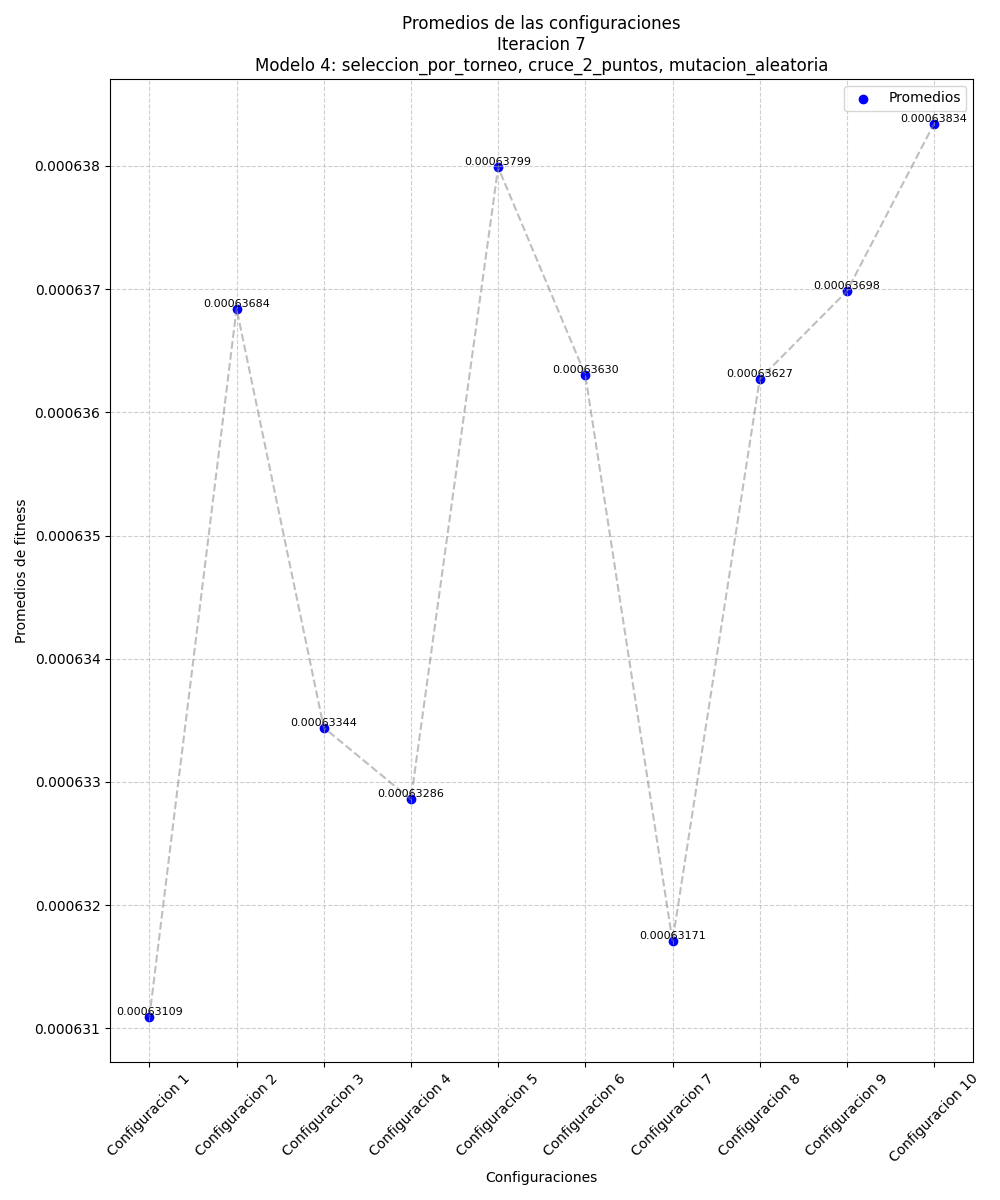 Promedios de las configuraciones
Iteracion 7
Modelo 4: seleccion_por_torneo, cruce_2_puntos, mutacion_aleatoria
Promedios
0.00063834
0.00063799
0.00063698
0.00063684
0.00063630
0.00063627
0.00063344
0.00063286
0.00063171
0.00063109
Promedios de fitness
0.000638
0.000637
0.000636
0.000635
0.000634
0.000633
0.000632
0.000631
Configuracion 1
Configuracion 2
Configuracion 3
Configuracion 4
Configuracion 5
Configuracion 6
Configuracion 7
Configuracion 8
Configuracion 9
Configuracion 10
Configuraciones